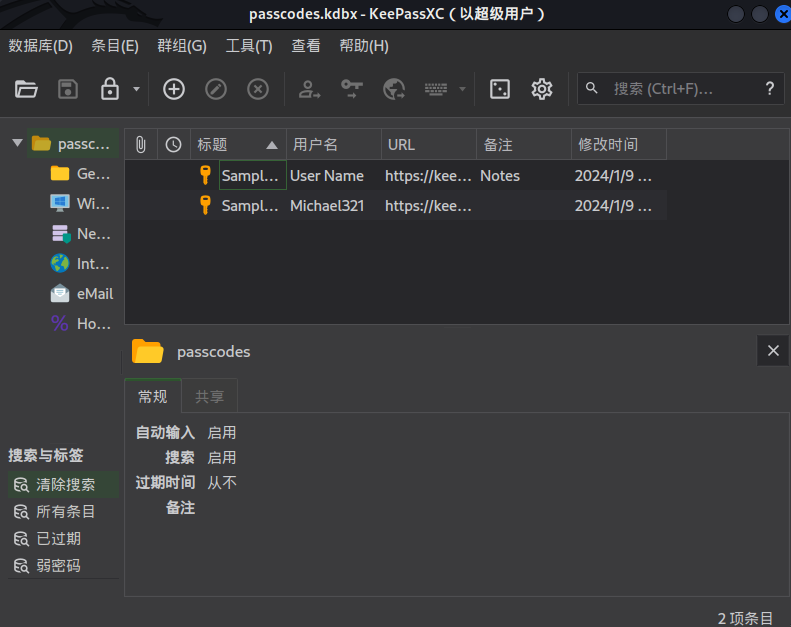 passcodes.kdbx - KeePassXC（以超级用户）
数据库(D) 条目(E) 群组(G) 工具(T) 查看 帮助(H)
搜索 (Ctrl+F)... ?
passc...
Ge...
Wi...
Ne...
Int...
eMail
Ho...
标题 用户名 URL 备注 修改时间
Sampl... User Name https://kee... Notes 2024/1/9 ...
Sampl... Michael321 https://kee... 2024/1/9 ...
passcodes
常规 共享
自动输入 启用
搜索 启用
过期时间 从不
备注
搜索与标签
清除搜索
所有条目
已过期
弱密码
2 项条目